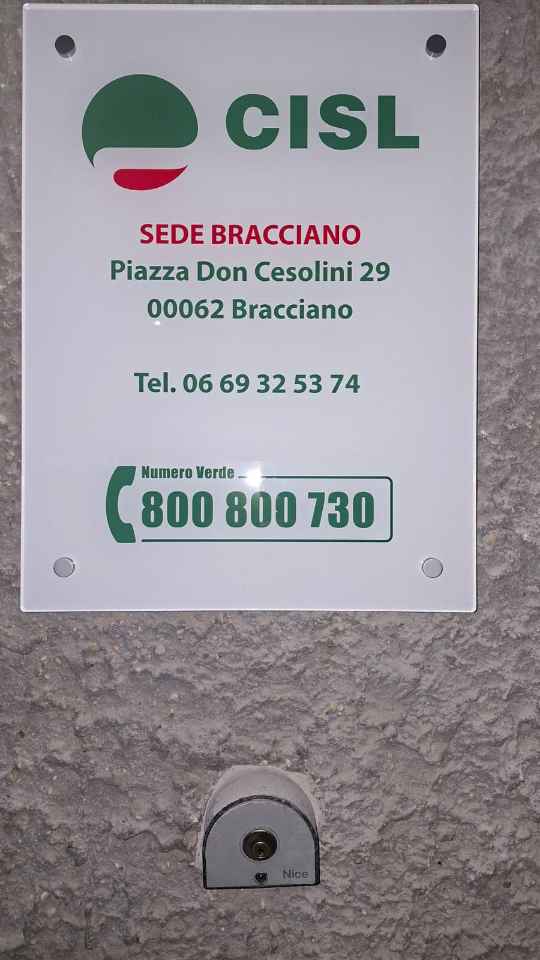 CISL
SEDE BRACCIANO
Piazza Don Cesolini 29
00062 Bracciano
Tel. 06 69 32 53 74
Numero Verde
800 800 730
Nice